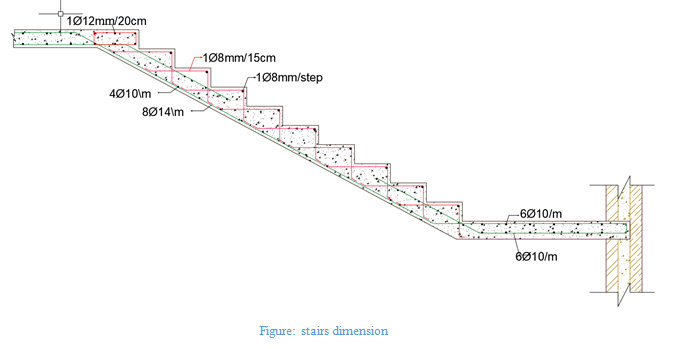 1Ø12mm/20cm
1Ø8mm/15cm
1Ø8mm/step
4Ø10\m
8Ø14\m
6Ø10/m
6Ø10/m
Figure: stairs dimension